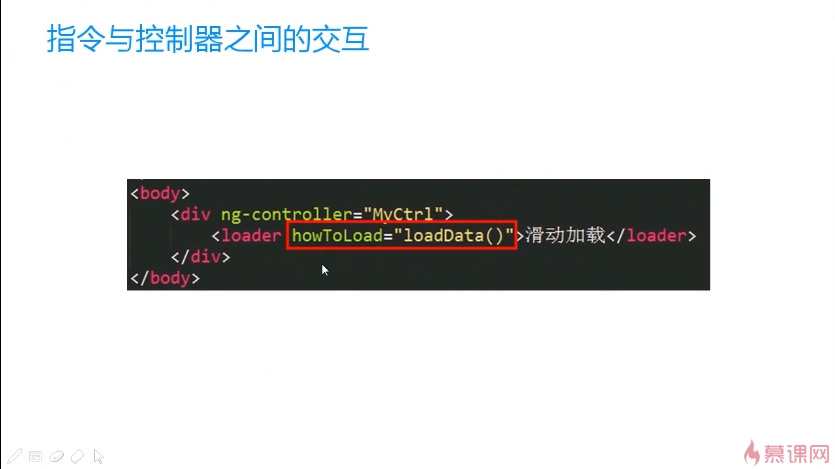 指令与控制器之间的交互
<body>
<div ng-controller="MyCtrl">
<loader howToLoad="loadData()">滑动加载</loader>
</div>
</body>
慕课网